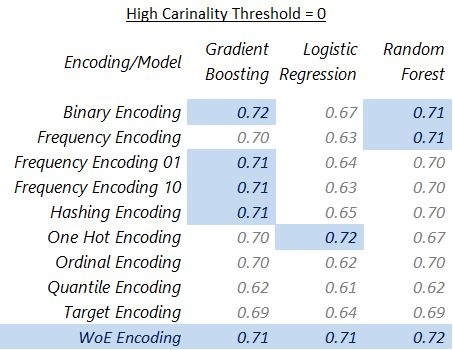 High Carinality Threshold = 0
Encoding/Model Gradient Boosting Logistic Regression Random Forest
Binary Encoding 0.72 0.67 0.71
Frequency Encoding 0.70 0.63 0.71
Frequency Encoding 01 0.71 0.64 0.70
Frequency Encoding 10 0.71 0.63 0.70
Hashing Encoding 0.71 0.65 0.70
One Hot Encoding 0.70 0.72 0.67
Ordinal Encoding 0.70 0.62 0.70
Quantile Encoding 0.62 0.61 0.62
Target Encoding 0.69 0.64 0.69
WoE Encoding 0.71 0.71 0.72